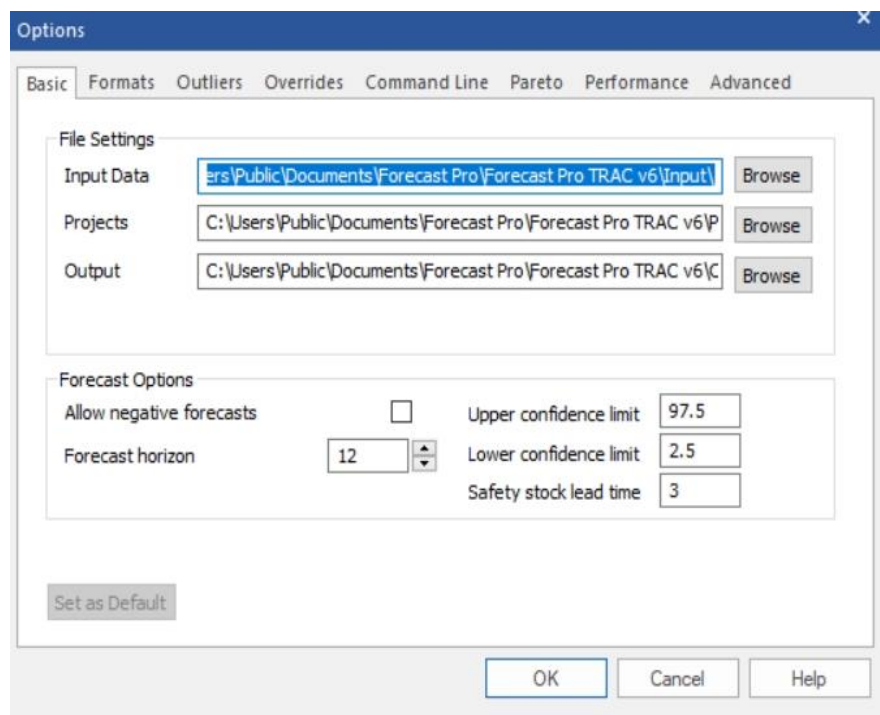 Options
Basic Formats Outliers Overrides Command Line Pareto Performance Advanced
File Settings
Input Data ers\Public\Documents\Forecast Pro\Forecast Pro TRAC v6\Input\ Browse
Projects C:\Users\Public\Documents\Forecast Pro\Forecast Pro TRAC v6\P Browse
Output C:\Users\Public\Documents\Forecast Pro\Forecast Pro TRAC v6\C Browse
Forecast Options
Allow negative forecasts Upper confidence limit 97.5
Forecast horizon 12 Lower confidence limit 2.5
Safety stock lead time 3
Set as Default
OK Cancel Help